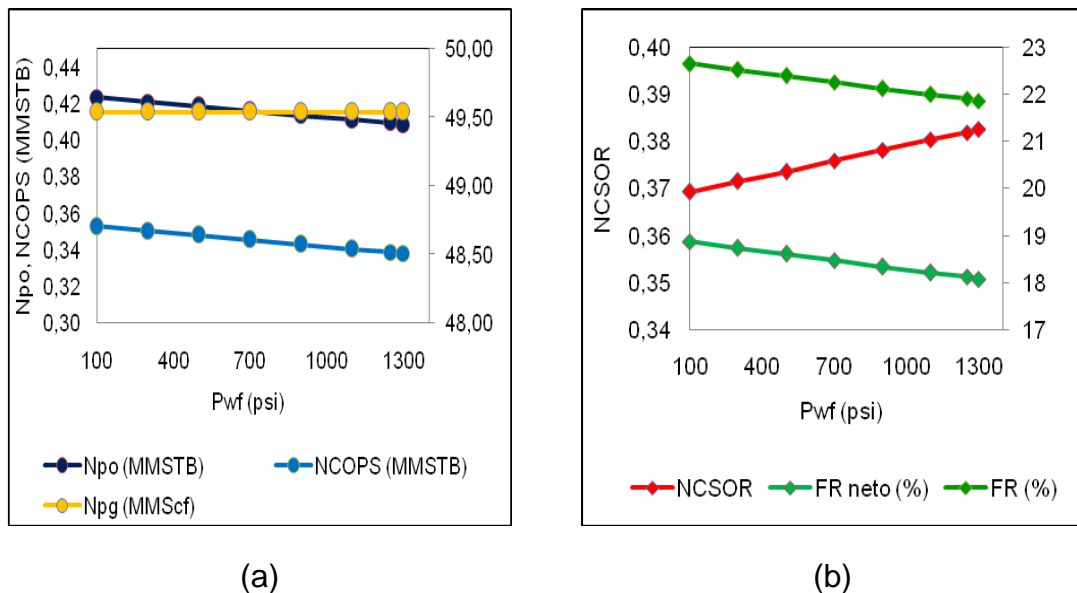 50,00
0,44
0,42
49,50
0,40
0,38
49,00
0,36
0,34
48,50
0,32
0,30
48,00
Npo, NCOPS (MMSTB)
100 400 700 1000 1300
Pwf (psi)
Npo (MMSTB) NCOPS (MMSTB)
Npg (MMScf)
(a)
0,40 23
0,39 22
0,38 21
0,37 20
0,36 19
0,35 18
0,34 17
NCSOR
100 400 700 1000 1300
Pwf (psi)
NCSOR FR neto (%) FR (%)
(b)